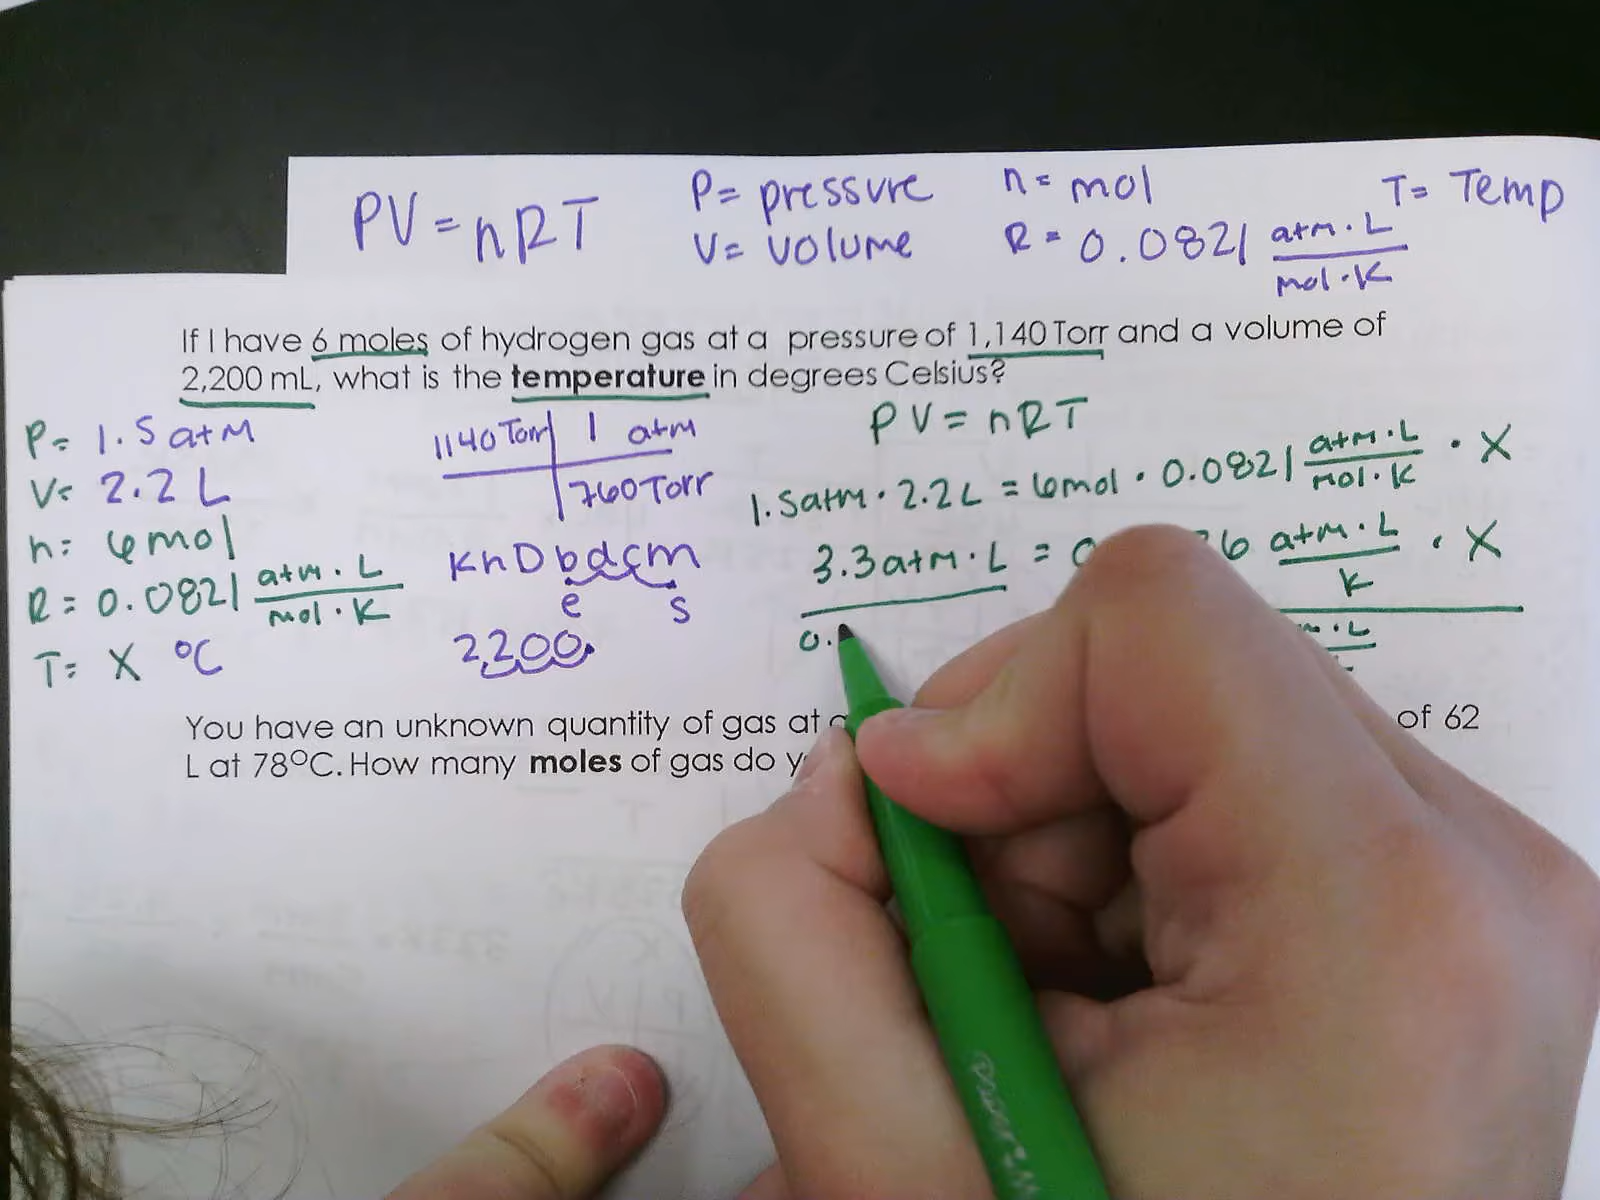 PV = nRT
P = pressure
V = volume
n = mol
R = 0.0821 atm · L / mol · K
T = Temp
If I have 6 moles of hydrogen gas at a pressure of 1,140 Torr and a volume of
2,200 mL, what is the temperature in degrees Celsius?
P = 1.5 atm
V = 2.2 L
n = 6 mol
R = 0.0821 atm · L / mol · K
T = X °C
1140 Torr | 1 atm
760 Torr
KhDbdcm
e s
2200.
PV = nRT
1.5 atm · 2.2 L = 6 mol · 0.0821 atm · L / mol · K · X
3.3 atm · L = 6 atm · L / K · X
0. · L
You have an unknown quantity of gas at of 62
L at 78°C. How many moles of gas do